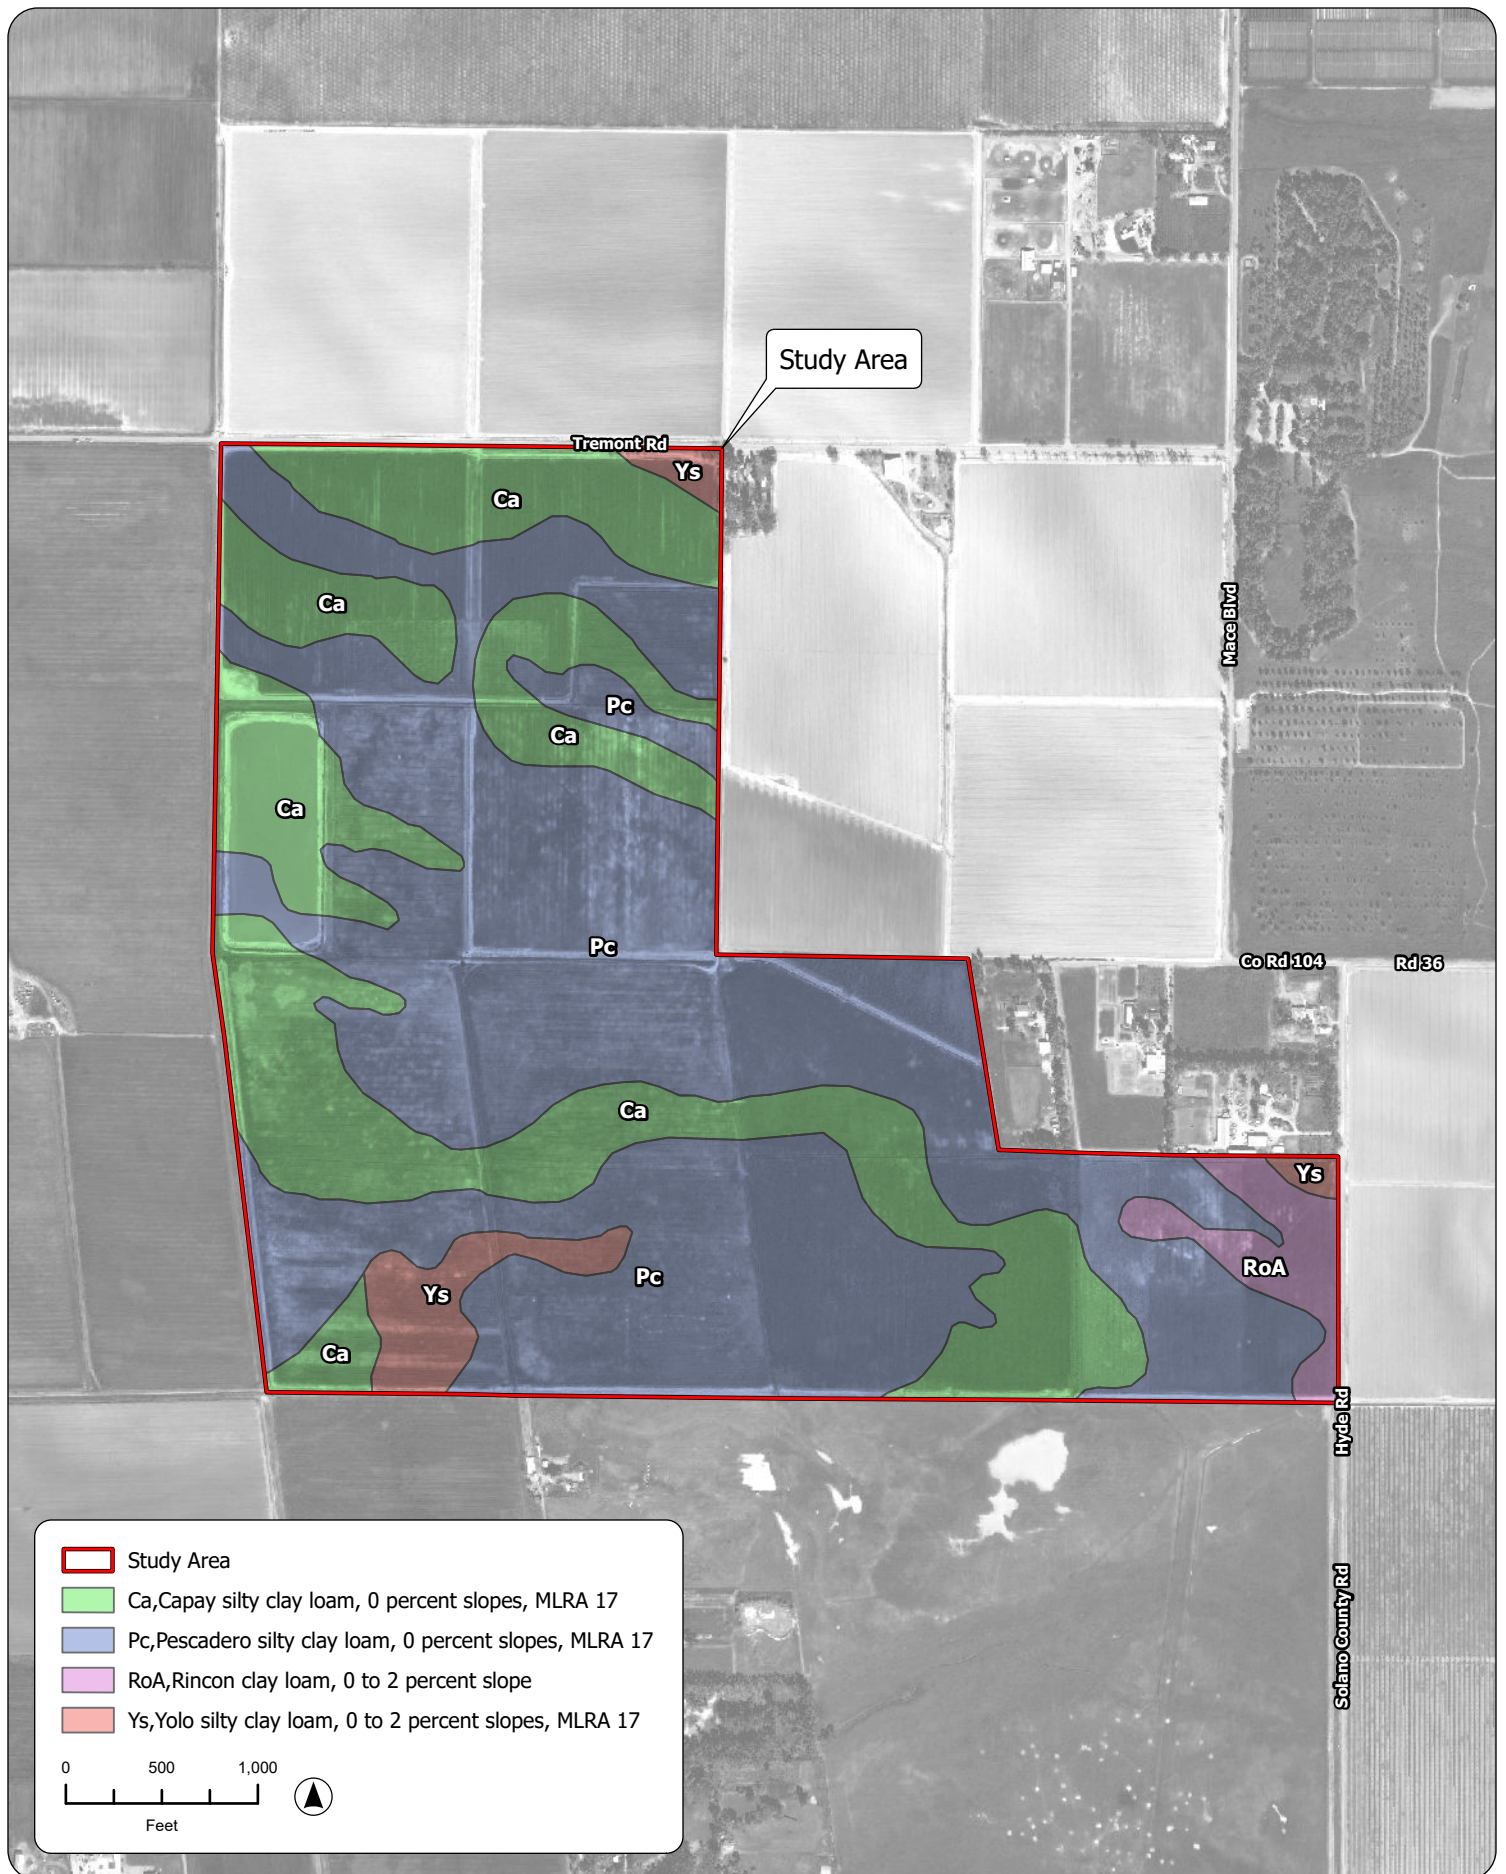 Study Area
Tremont Rd
Ys
Ca
Ca
Mace Blvd
Pc
Ca
Ca
Pc
Co Rd 104
Rd 36
Ca
Ys
RoA
Pc
Ys
Ca
Hyde Rd
Solano County Rd
Study Area
Ca,Capay silty clay loam, 0 percent slopes, MLRA 17
Pc,Pescadero silty clay loam, 0 percent slopes, MLRA 17
RoA,Rincon clay loam, 0 to 2 percent slope
Ys,Yolo silty clay loam, 0 to 2 percent slopes, MLRA 17
0 500 1,000
Feet